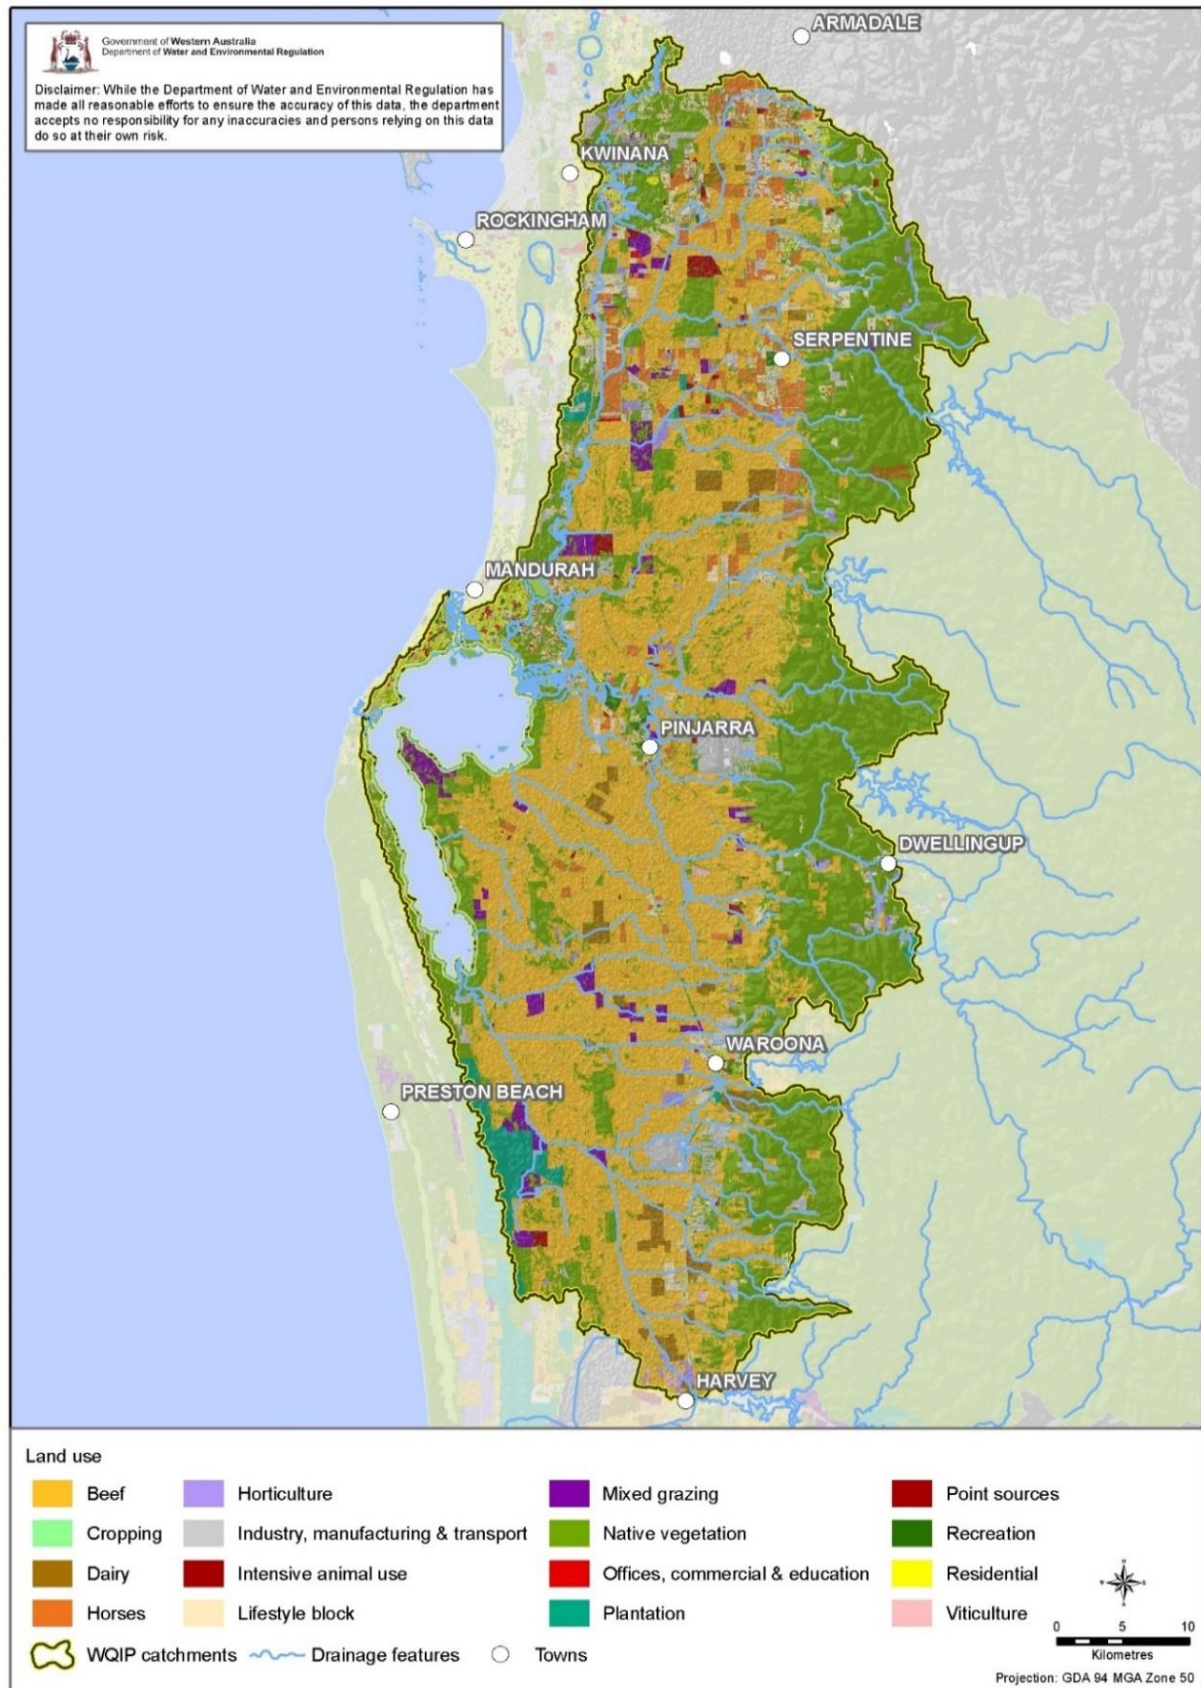 Government of Western Australia
Department of Water and Environmental Regulation
Disclaimer: While the Department of Water and Environmental Regulation has
made all reasonable efforts to ensure the accuracy of this data, the department
accepts no responsibility for any inaccuracies and persons relying on this data
do so at their own risk.
ARMADALE
KWINANA
ROCKINGHAM
SERPENTINE
MANDURAH
PINJARRA
DWELLINGUP
WAROONA
PRESTON BEACH
HARVEY
Land use
Beef
Horticulture
Mixed grazing
Point sources
Cropping
Industry, manufacturing & transport
Native vegetation
Recreation
Dairy
Intensive animal use
Offices, commercial & education
Residential
Horses
Lifestyle block
Plantation
Viticulture
WQIP catchments
Drainage features
Towns
0 5 10
Kilometres
Projection: GDA 94 MGA Zone 50